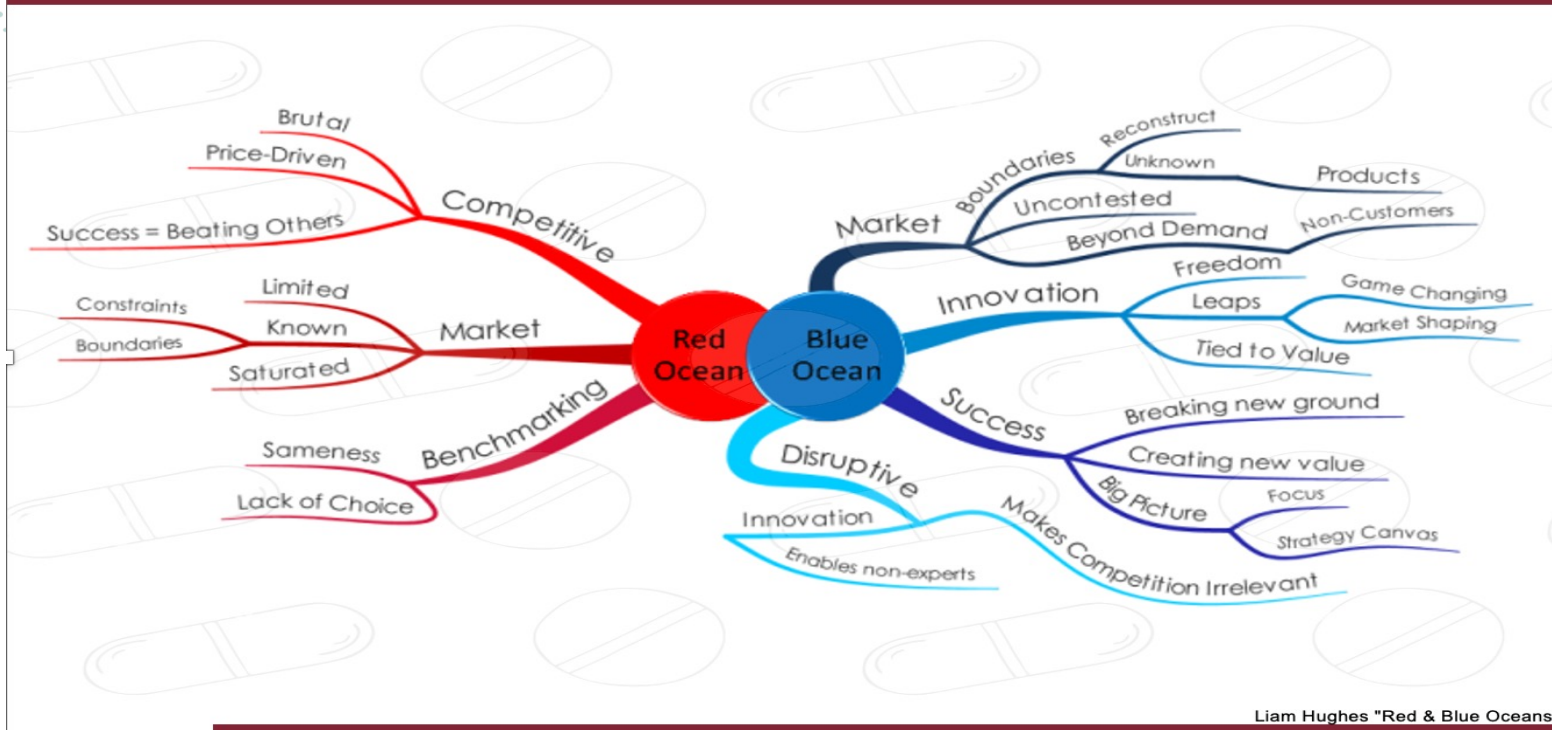 Brutal
Price-Driven
Success = Beating Others
Competitive
Constraints
Boundaries
Limited
Known
Saturated
Market
Sameness
Lack of Choice
Benchmarking
Red
Ocean
Blue
Ocean
Market
Boundaries
Reconstruct
Unknown
Products
Uncontested
Beyond Demand
Non-Customers
Innovation
Freedom
Leaps
Game Changing
Market Shaping
Tied to Value
Success
Breaking new ground
Creating new value
Big Picture
Focus
Strategy Canvas
Disruptive
Innovation
Enables non-experts
Makes Competition Irrelevant
Liam Hughes "Red & Blue Oceans